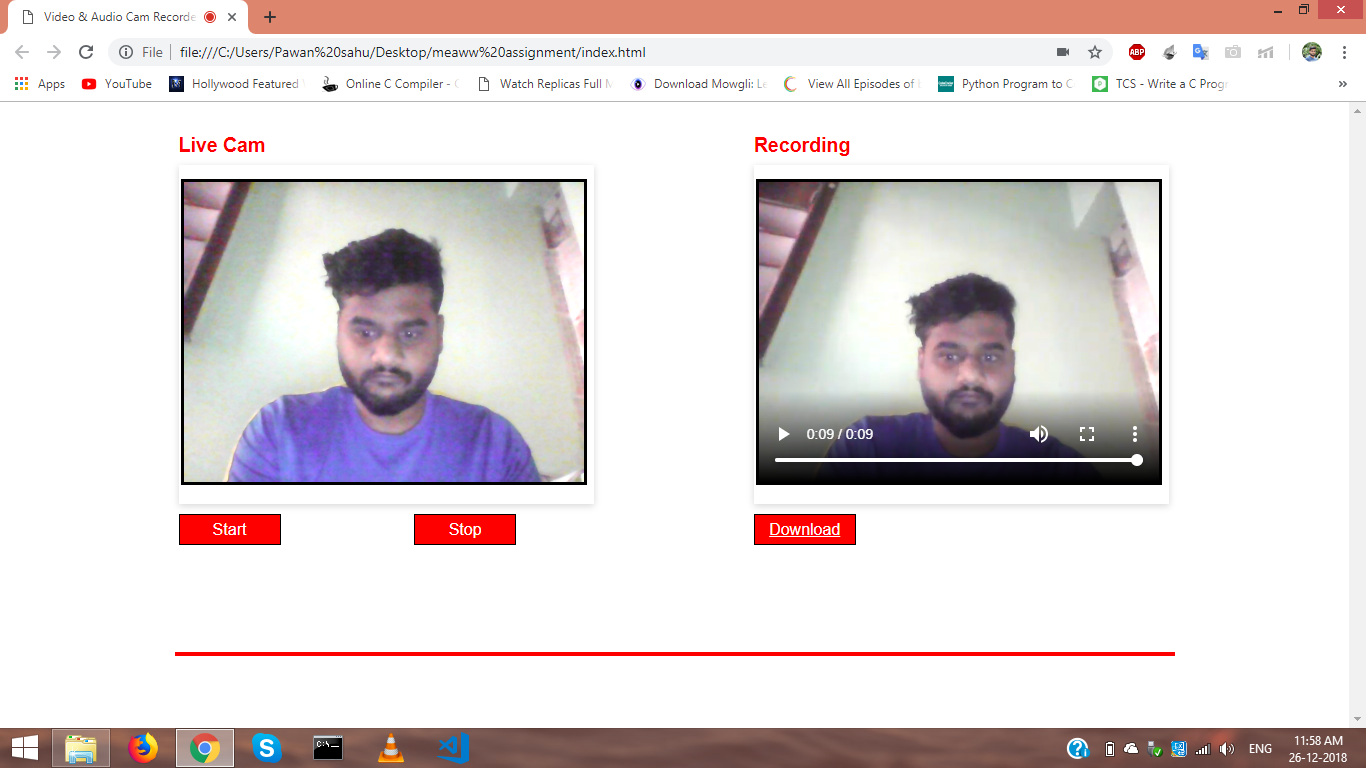 Video & Audio Cam Recorde
File file:///C:/Users/Pawan%20sahu/Desktop/meaww%20assignment/index.html
ABP
Apps YouTube Hollywood Featured Online C Compiler - Watch Replicas Full Download Mowgli: Le View All Episodes of Python Program to C TCS - Write a C Progr
Live Cam Recording
0:09 / 0:09
Start Stop Download
C:\_
ENG 11:58 AM
26-12-2018